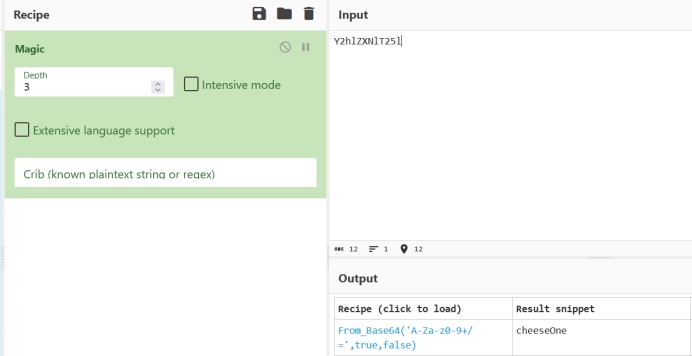 Recipe
Input
Magic
Depth
3
Intensive mode
Extensive language support
Crib (known plaintext string or regex)
Y2hlZXNlT25l
ABC 12 1 12
Output
Recipe (click to load) Result snippet
From_Base64('A-Za-z0-9+/ cheeseOne
=',true,false)